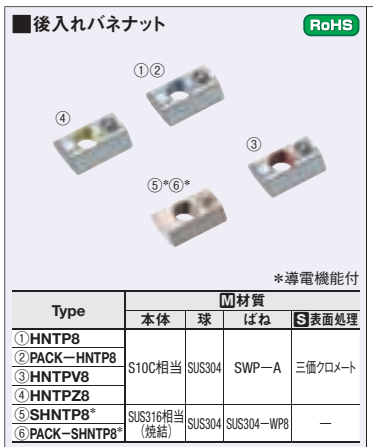 ■後入れバネナット
RoHS
①②
④
③
⑤*⑥*
*導電機能付
Type
M材質
本体 球 ばね S表面処理
①HNTP8
②PACK－HNTP8
③HNTPV8
④HNTPZ8
S10C相当 SUS304 SWP－A 三価クロメート
⑤SHNTP8*
⑥PACK－SHNTP8*
SUS316相当
(焼結)
SUS304 SUS304－WP8 －